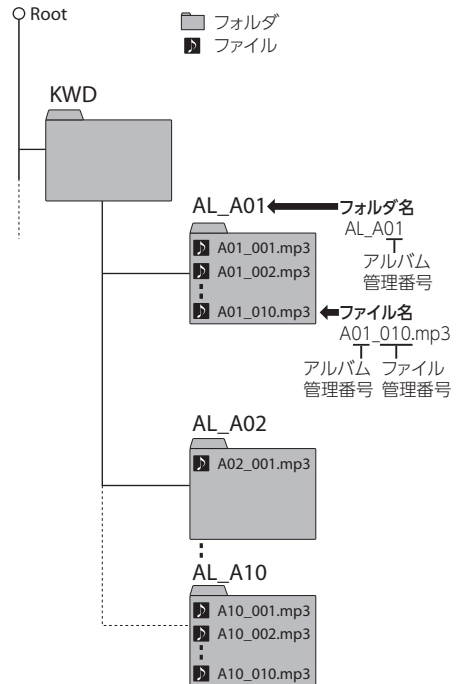 Root
フォルダ
ファイル
KWD
AL_A01
フォルダ名
AL_A01
アルバム
管理番号
A01_001.mp3
A01_002.mp3
A01_010.mp3
ファイル名
A01_010.mp3
アルバム ファイル
管理番号 管理番号
AL_A02
A02_001.mp3
AL_A10
A10_001.mp3
A10_002.mp3
A10_010.mp3